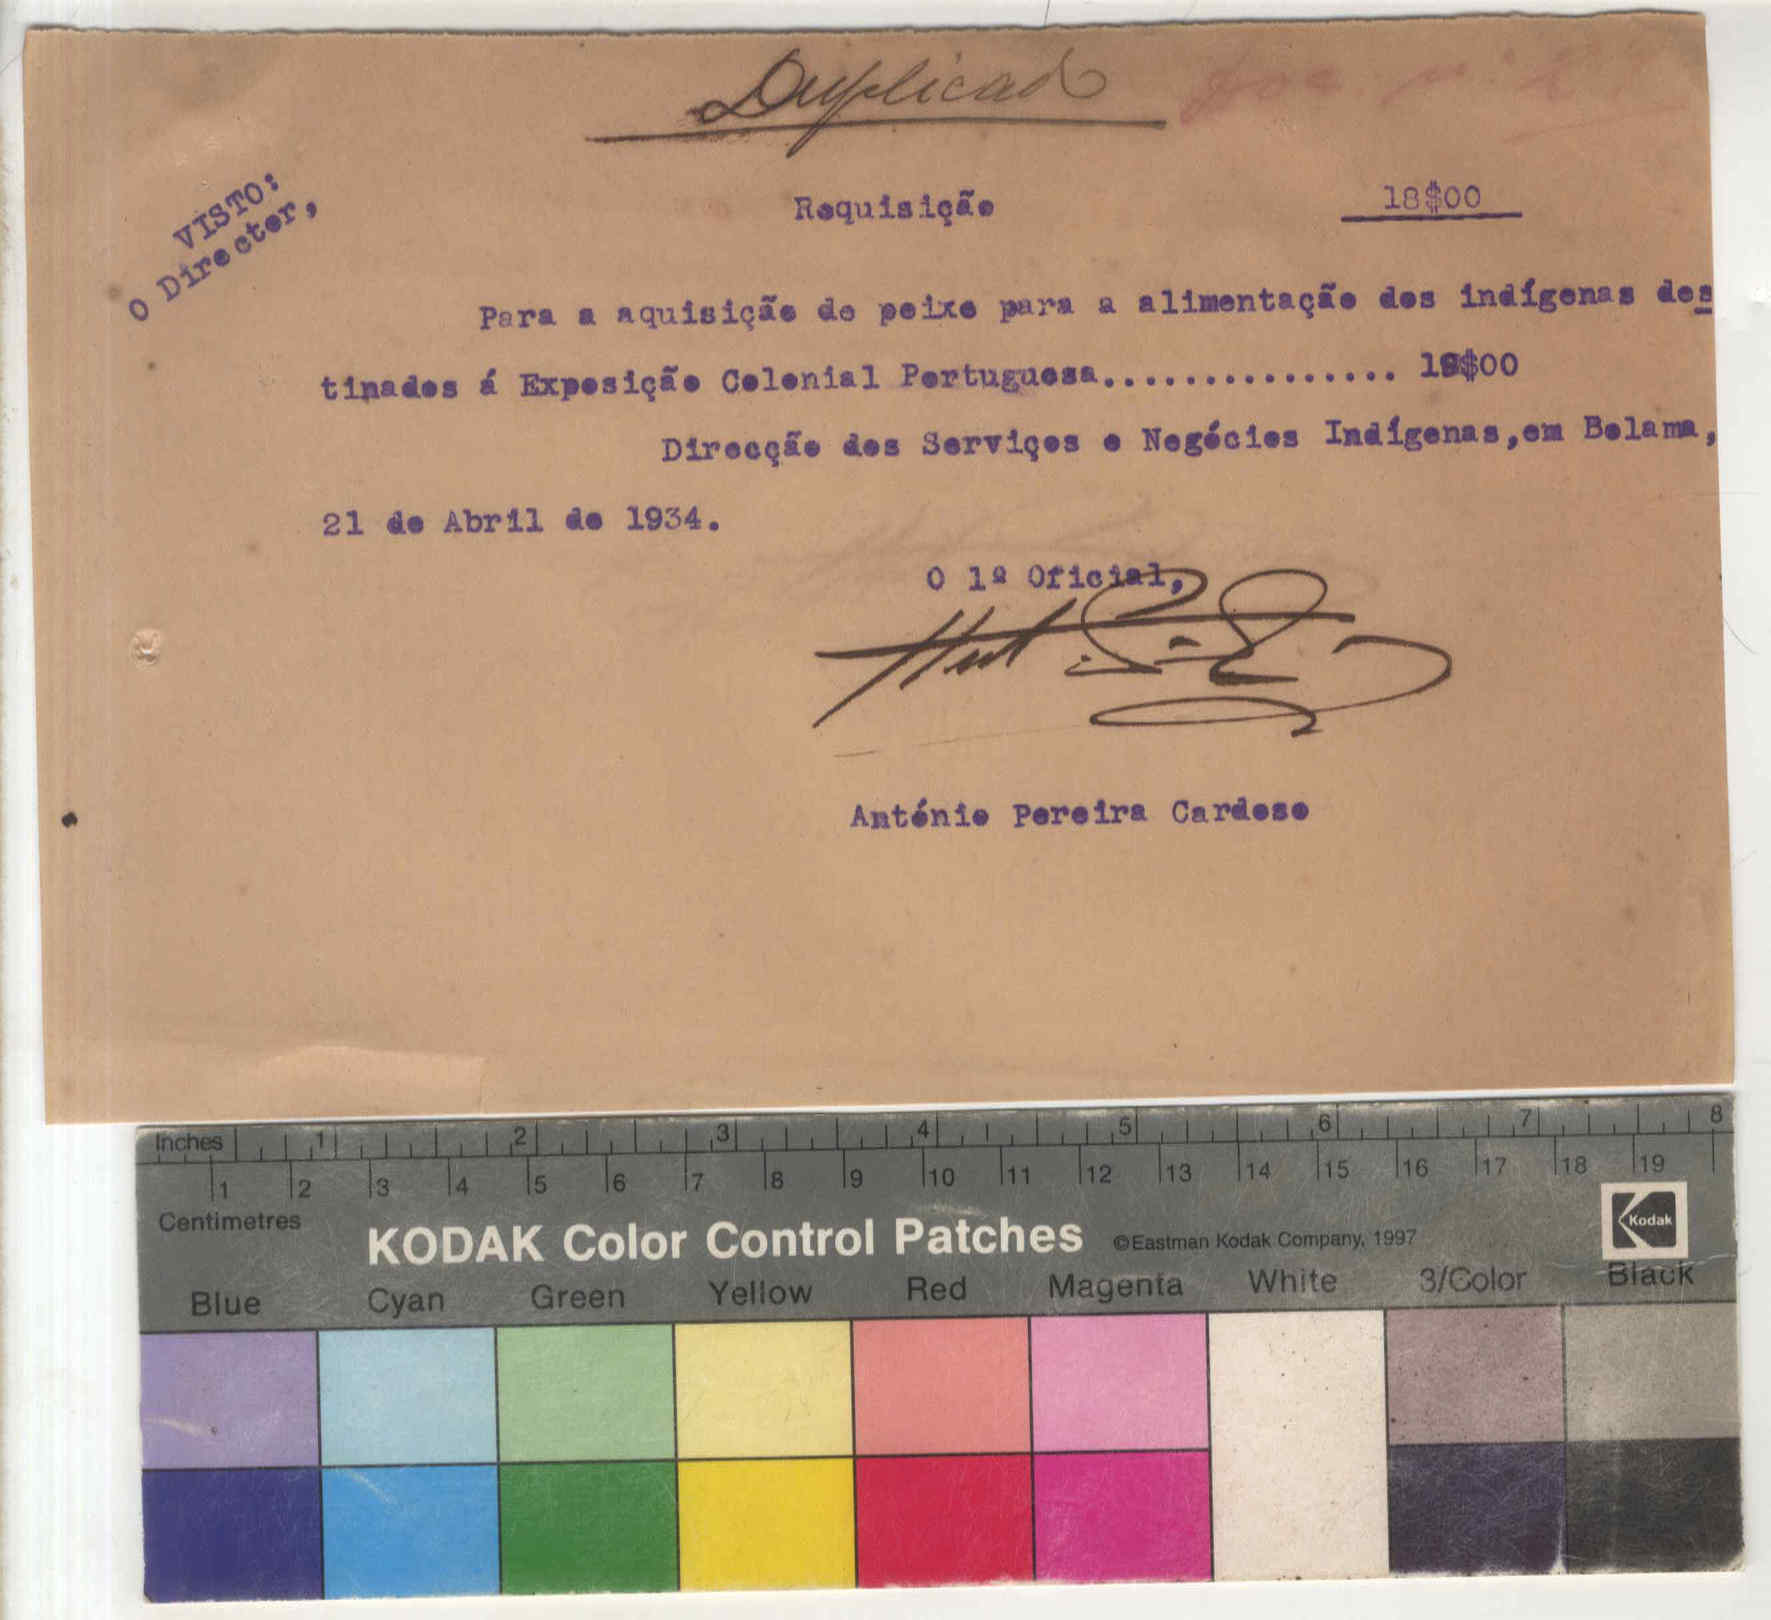 Duplicado
Doc. nº 2
VISTO:
O Director,
Requisição
18$00
Para a aquisição de peixe para a alimentação dos indígenas des
tinados á Exposição Colonial Portuguesa................ 18$00
Direcção dos Serviços e Negócios Indígenas,em Bolama,
21 de Abril de 1934.
O 1º Oficial,
António Pereira Cardoso
Inches 1 2 3 4 5 6 7 8
1 2 3 4 5 6 7 8 9 10 11 12 13 14 15 16 17 18 19
Centimetres
KODAK Color Control Patches ©Eastman Kodak Company, 1997 Kodak
Blue Cyan Green Yellow Red Magenta White 3/Color Black